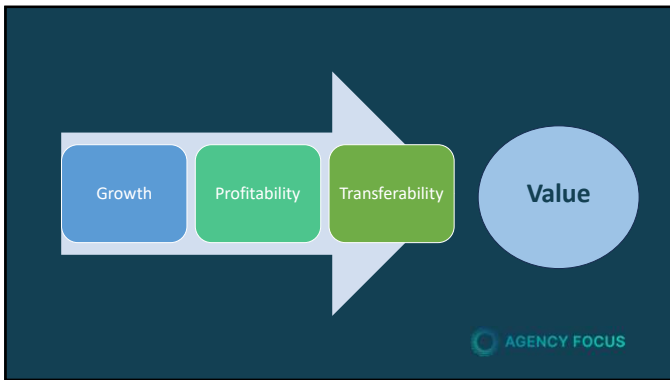 Growth
Profitability
Transferability
Value
AGENCY FOCUS